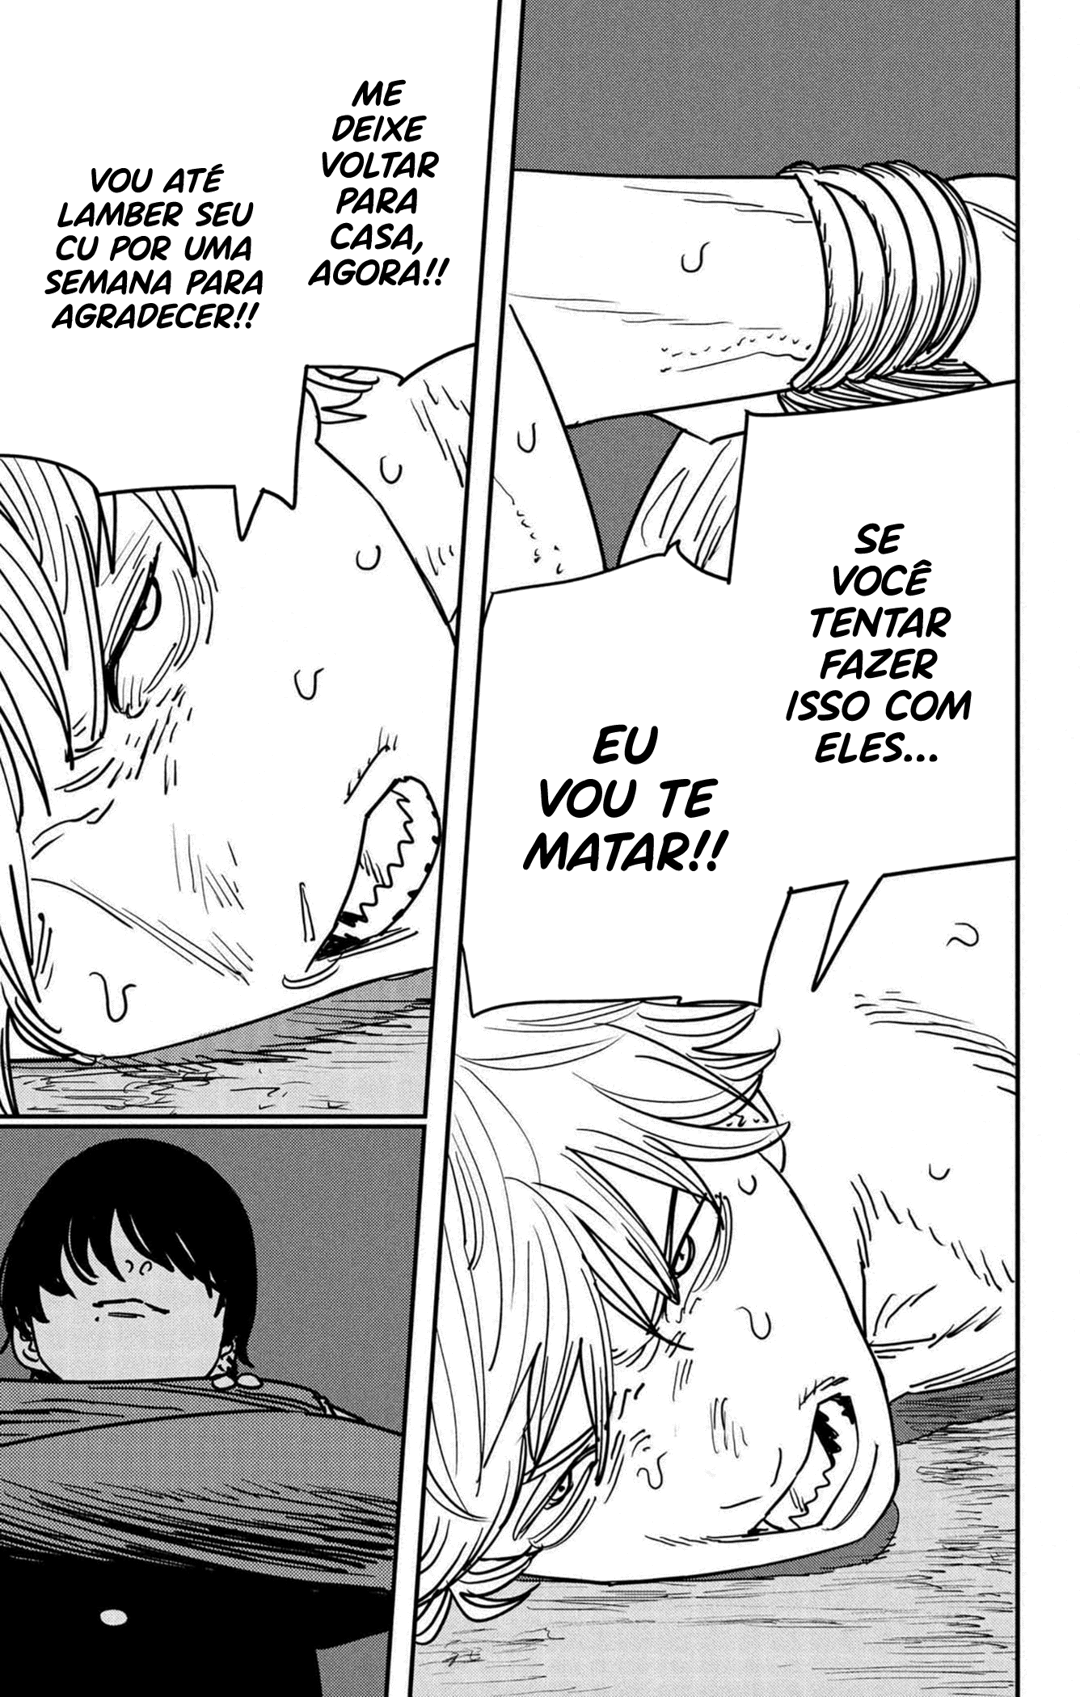 SE
VOCÊ
TENTAR
FAZER
ISSO COM
ELES...
EU
VOU TE
MATAR!!
ME
DEIXE
VOLTAR
PARA
CASA,
AGORA!!
VOU ATÉ
LAMBER SEU
CU POR UMA
SEMANA PARA
AGRADECER!!